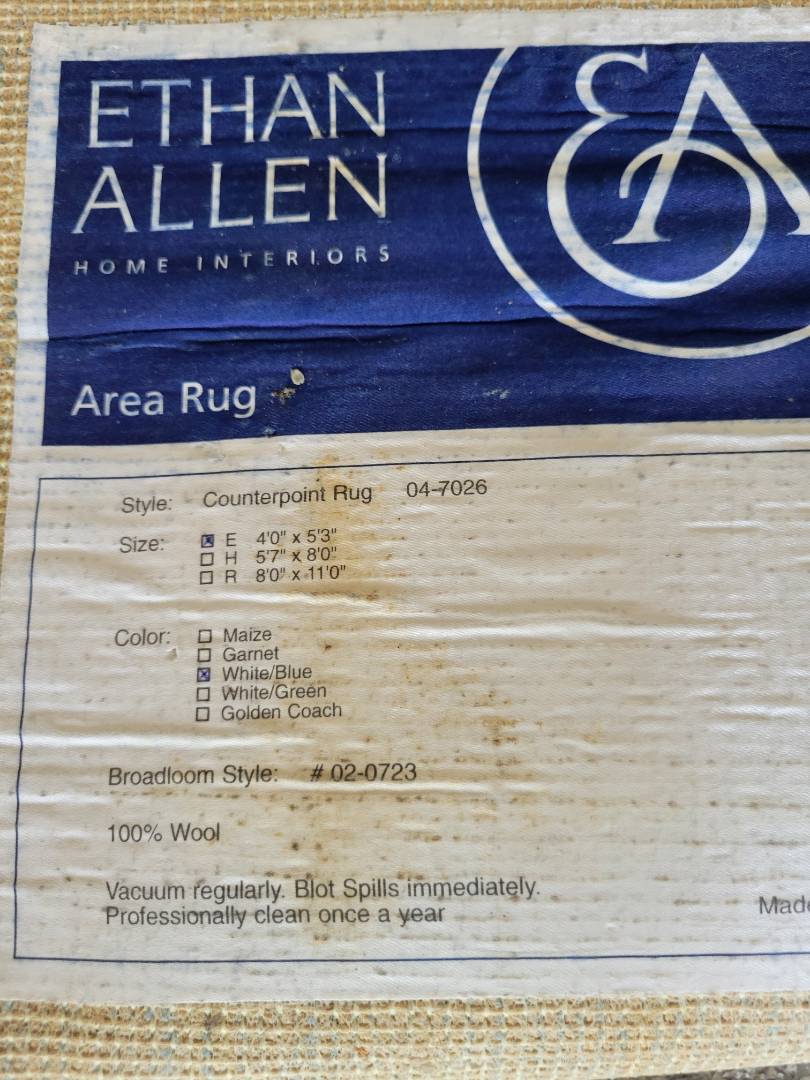 ETHAN
ALLEN
HOME INTERIORS
EA
Area Rug
Style: Counterpoint Rug 04-7026
Size: ☒ E 4'0" x 5'3"
☐ H 5'7" x 8'0"
☐ R 8'0" x 11'0"
Color: ☐ Maize
☐ Garnet
☒ White/Blue
☐ White/Green
☐ Golden Coach
Broadloom Style: # 02-0723
100% Wool
Vacuum regularly. Blot Spills immediately.
Professionally clean once a year
Made